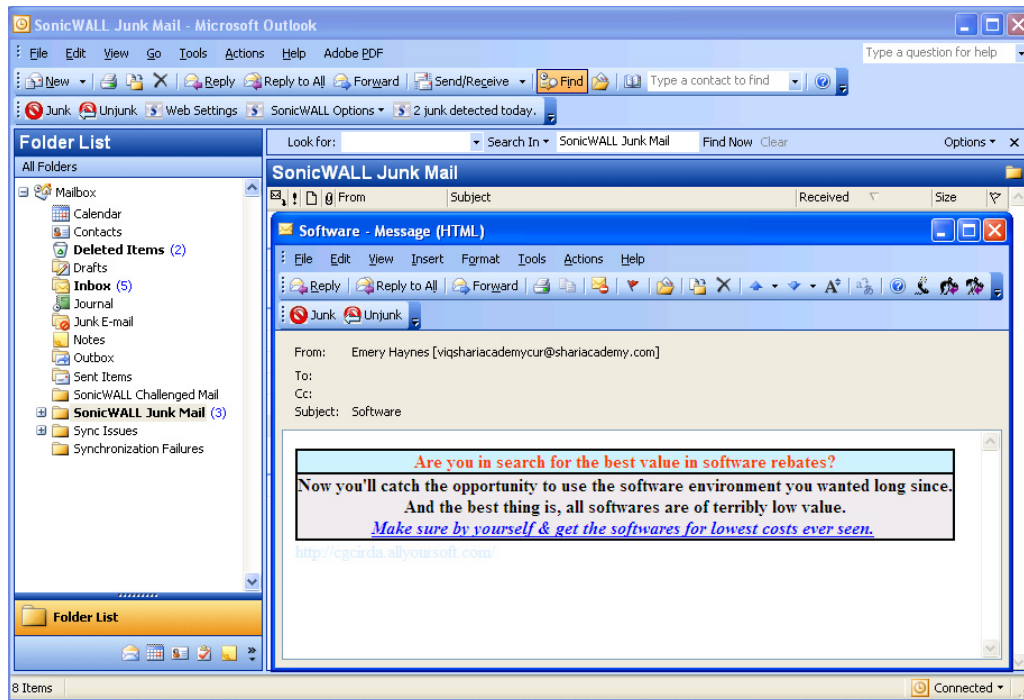 SonicWALL Junk Mail - Microsoft Outlook
File Edit View Go Tools Actions Help Adobe PDF Type a question for help
New Reply Reply to All Forward Send/Receive Find Type a contact to find
Junk Unjunk Web Settings SonicWALL Options 2 junk detected today.
Folder List
Look for: Search In SonicWALL Junk Mail Find Now Clear Options
All Folders
SonicWALL Junk Mail
From Subject Received Size
Mailbox
Calendar
Contacts
Deleted Items (2)
Drafts
Inbox (5)
Journal
Junk E-mail
Notes
Outbox
Sent Items
SonicWALL Challenged Mail
SonicWALL Junk Mail (3)
Sync Issues
Synchronization Failures
Software - Message (HTML)
File Edit View Insert Format Tools Actions Help
Reply Reply to All Forward
Junk Unjunk
From: Emery Haynes [viqshariacademycur@shariacademy.com]
To:
Cc:
Subject: Software
Are you in search for the best value in software rebates?
Now you'll catch the opportunity to use the software environment you wanted long since.
And the best thing is, all softwares are of terribly low value.
Make sure by yourself & get the softwares for lowest costs ever seen.
http://cgcirda.allyoursoft.com/
Folder List
8 Items Connected